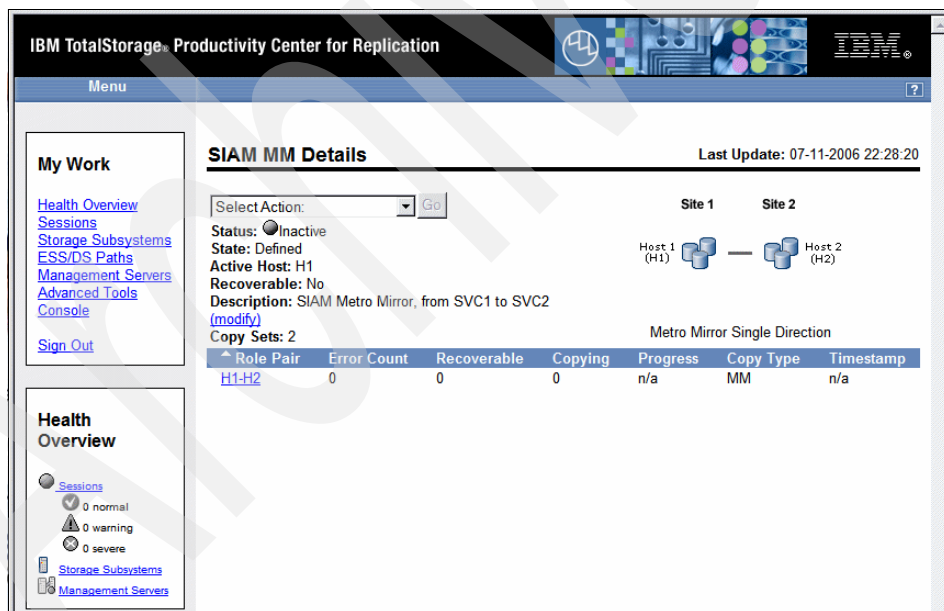 IBM TotalStorage® Productivity Center for Replication
IBM®
Menu
?
My Work
Health Overview
Sessions
Storage Subsystems
ESS/DS Paths
Management Servers
Advanced Tools
Console
Sign Out
Health
Overview
Sessions
0 normal
0 warning
0 severe
Storage Subsystems
Management Servers
SIAM MM Details
Last Update: 07-11-2006 22:28:20
Select Action:
Go
Status: Inactive
State: Defined
Active Host: H1
Recoverable: No
Description: SIAM Metro Mirror, from SVC1 to SVC2
(modify)
Copy Sets: 2
Site 1 Site 2
Host 1 Host 2
(H1) (H2)
Metro Mirror Single Direction
Role Pair Error Count Recoverable Copying Progress Copy Type Timestamp
H1-H2 0 0 0 n/a MM n/a